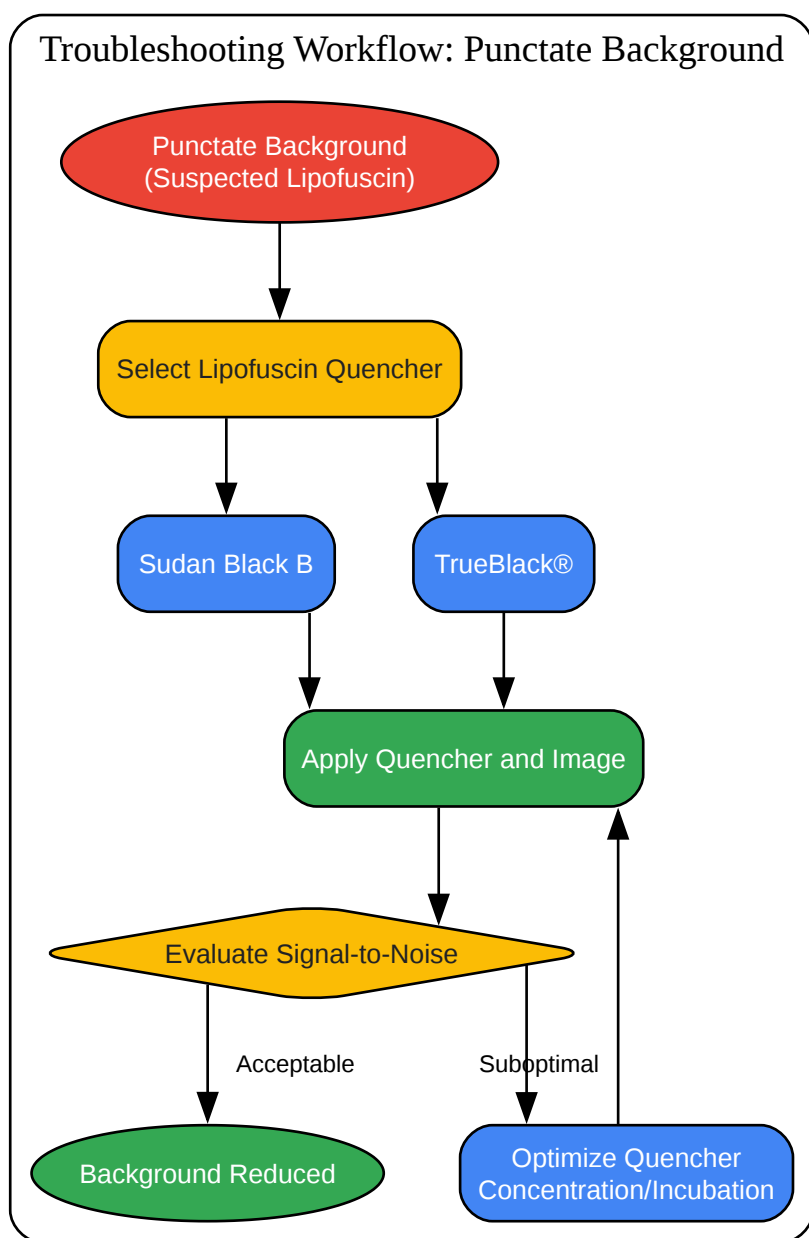 Troubleshooting Workflow: Punctate Background
Punctate Background
(Suspected Lipofuscin)
Select Lipofuscin Quencher
Sudan Black B
TrueBlack®
Apply Quencher and Image
Evaluate Signal-to-Noise
Acceptable
Suboptimal
Background Reduced
Optimize Quencher
Concentration/Incubation